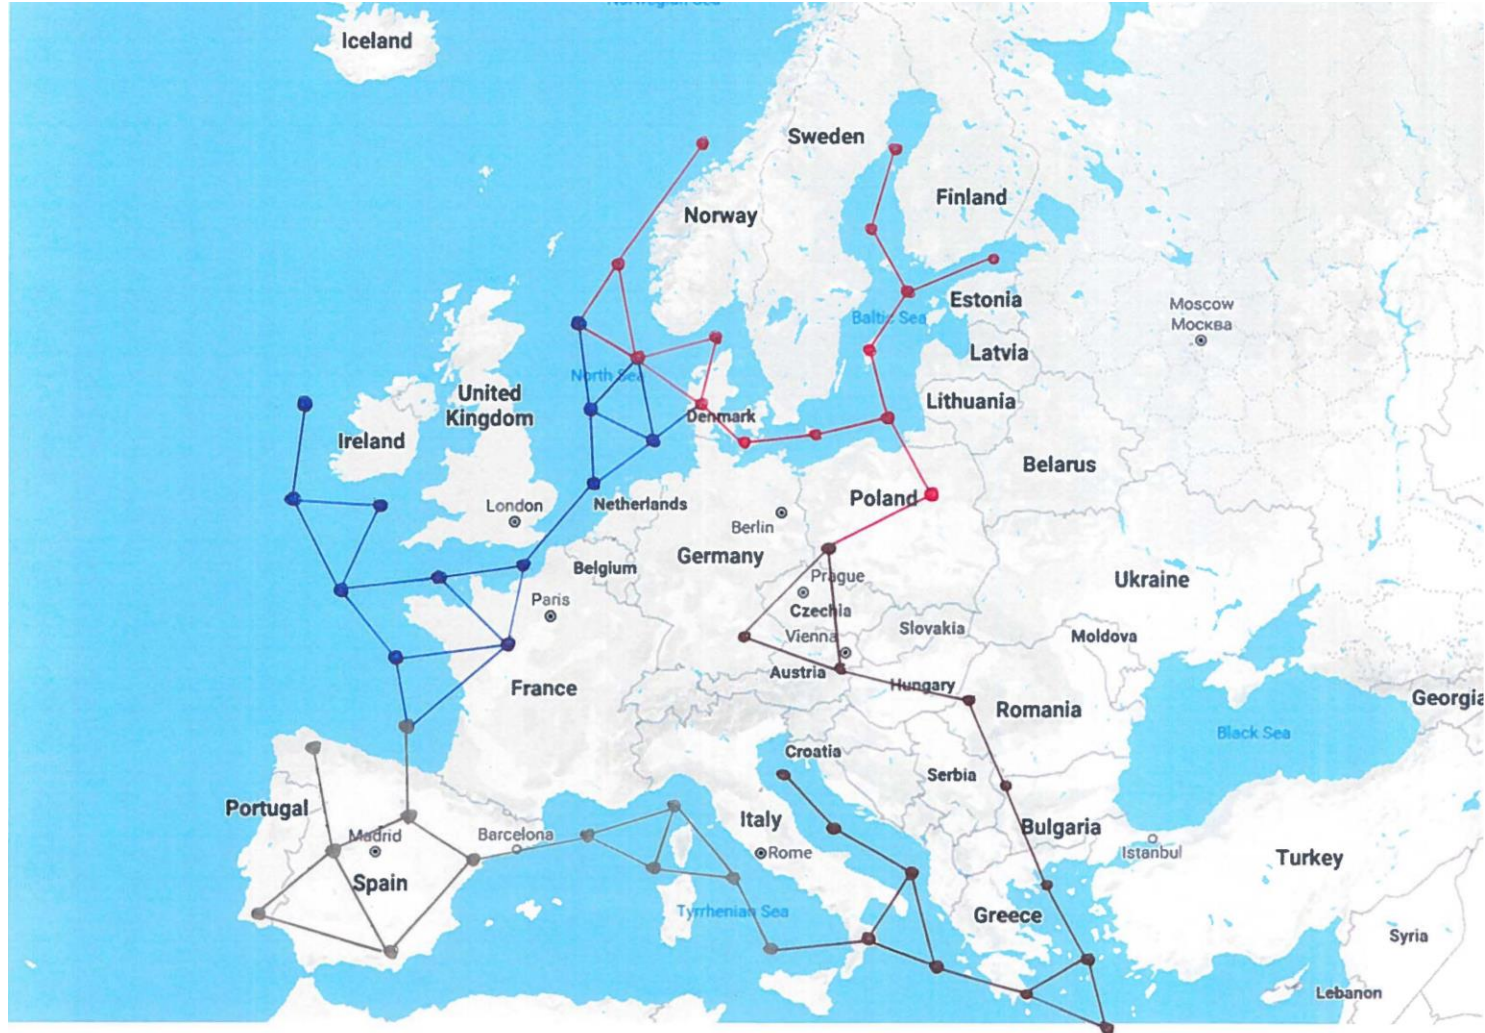 Norwegian Sea
Iceland
Sweden
Finland
Norway
Estonia
Moscow
Москва
Baltic Sea
Latvia
North Sea
United
Kingdom
Denmark
Lithuania
Ireland
Belarus
London
Netherlands
Poland
Berlin
Germany
Belgium
Ukraine
Prague
Paris
Czechia
Slovakia
Moldova
Vienna
Austria
France
Hungary
Romania
Georgia
Black Sea
Croatia
Serbia
Portugal
Italy
Madrid
Barcelona
Bulgaria
Rome
Istanbul
Turkey
Spain
Tyrrhenian Sea
Greece
Syria
Lebanon